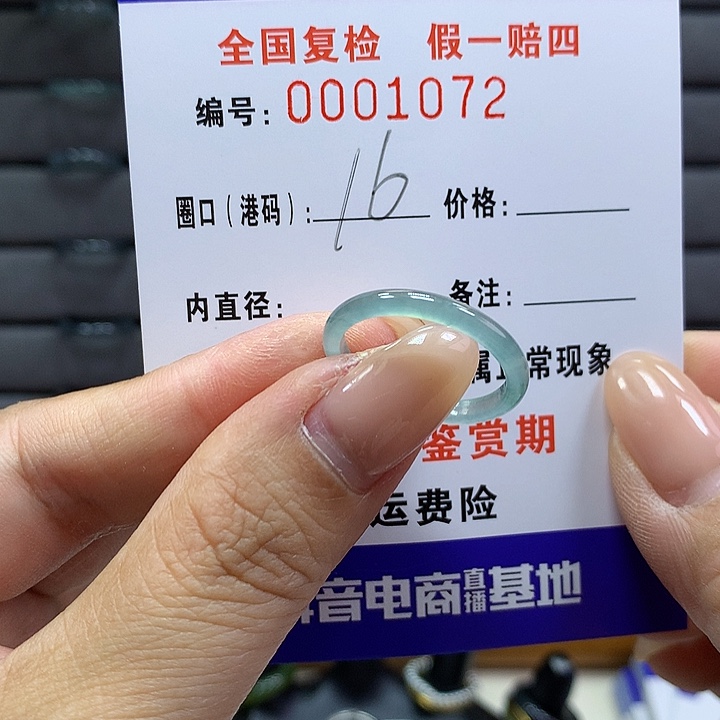 全国复检 假一赔四
编号：0001072
圈口（港码）：16 价格：
内直径： 备注：
常现象
鉴赏期
运费险
音电商直播基地